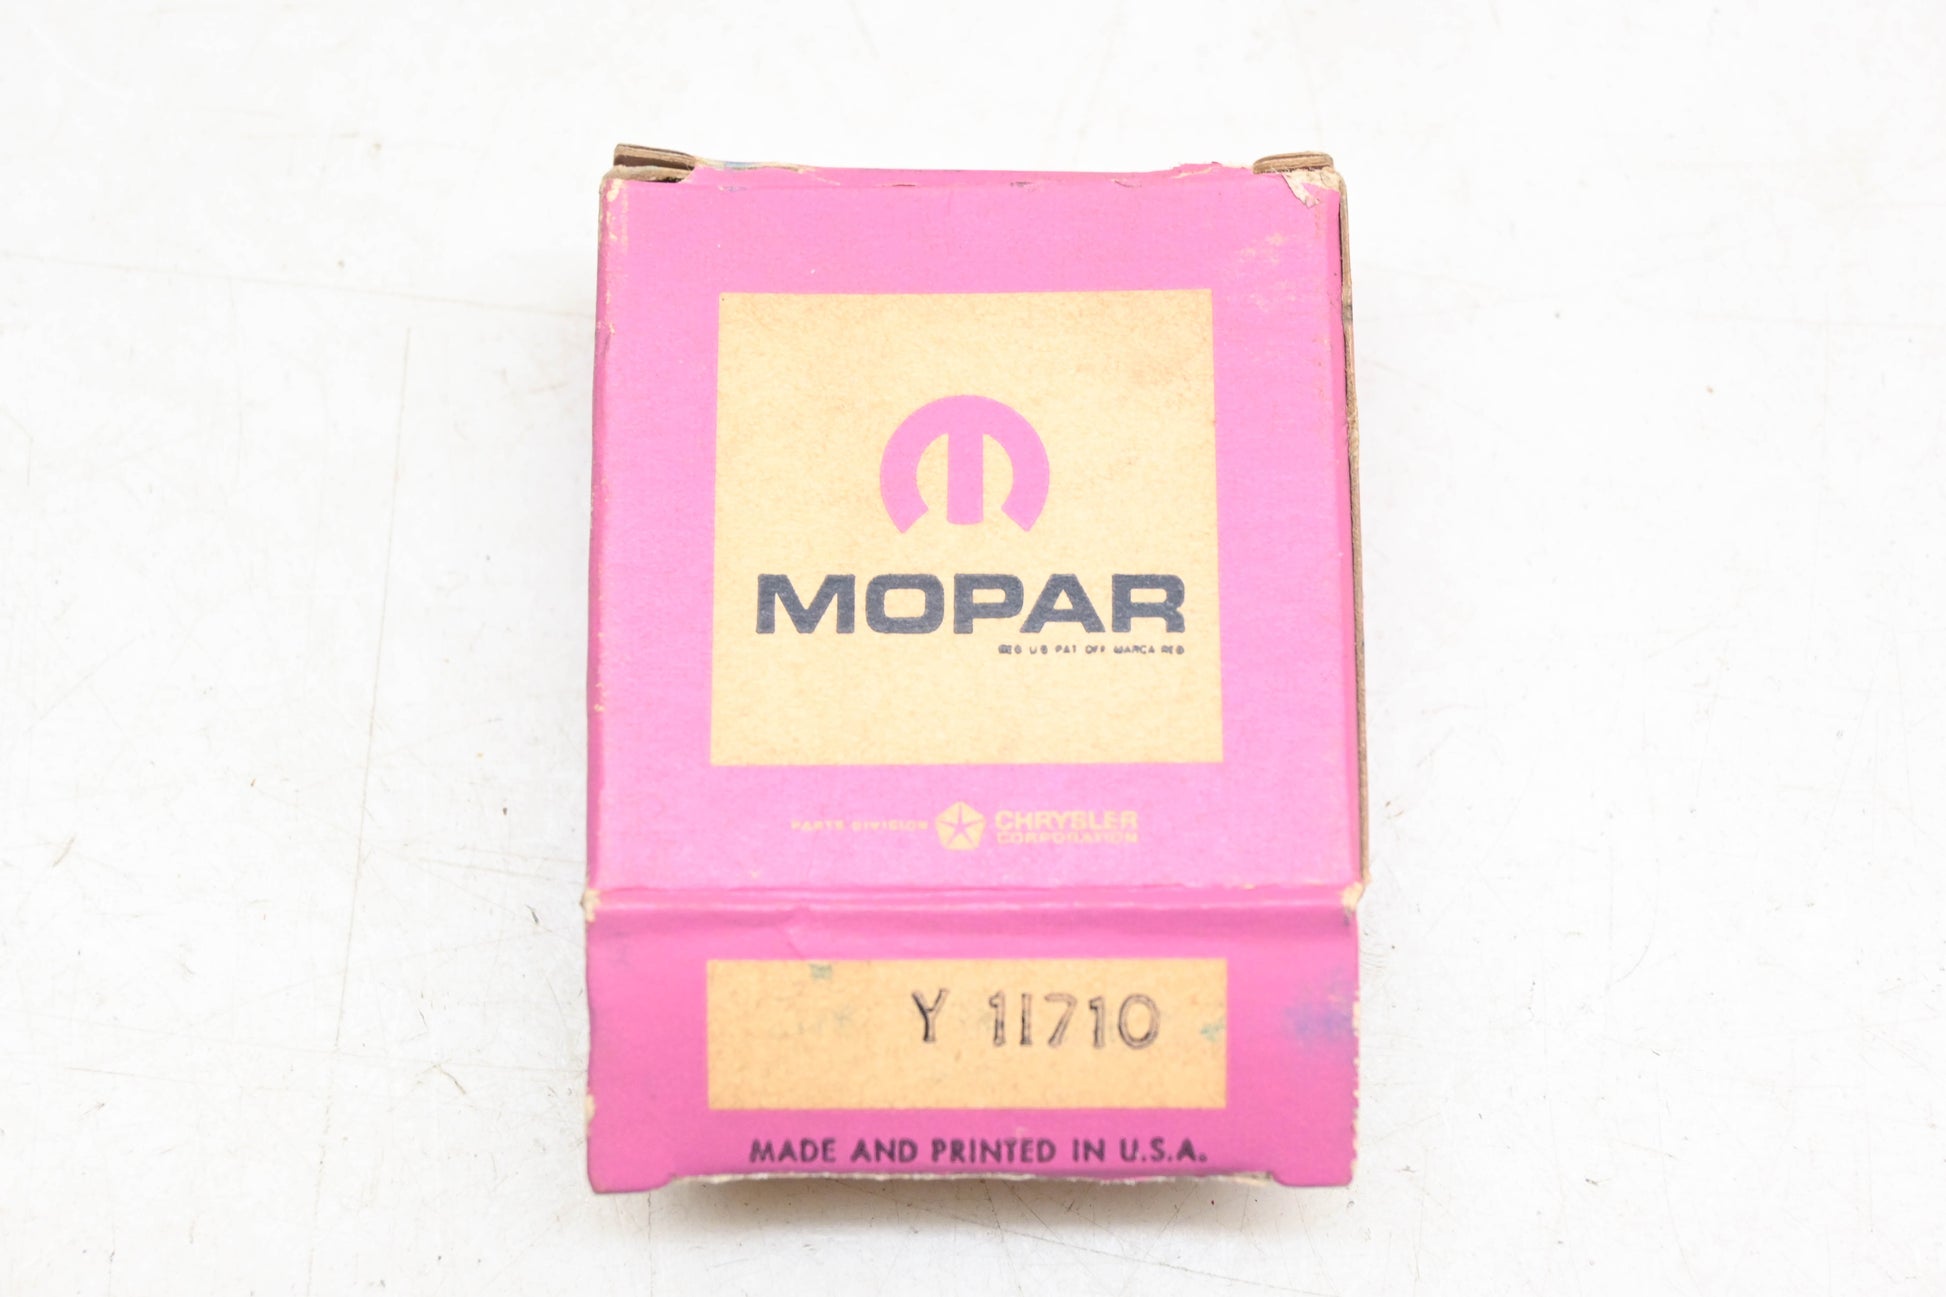 MOPAR
REG US PAT OFF MARCA REG
PARTS DIVISION CHRYSLER
CORPORATION
Y 11710
MADE AND PRINTED IN U.S.A.